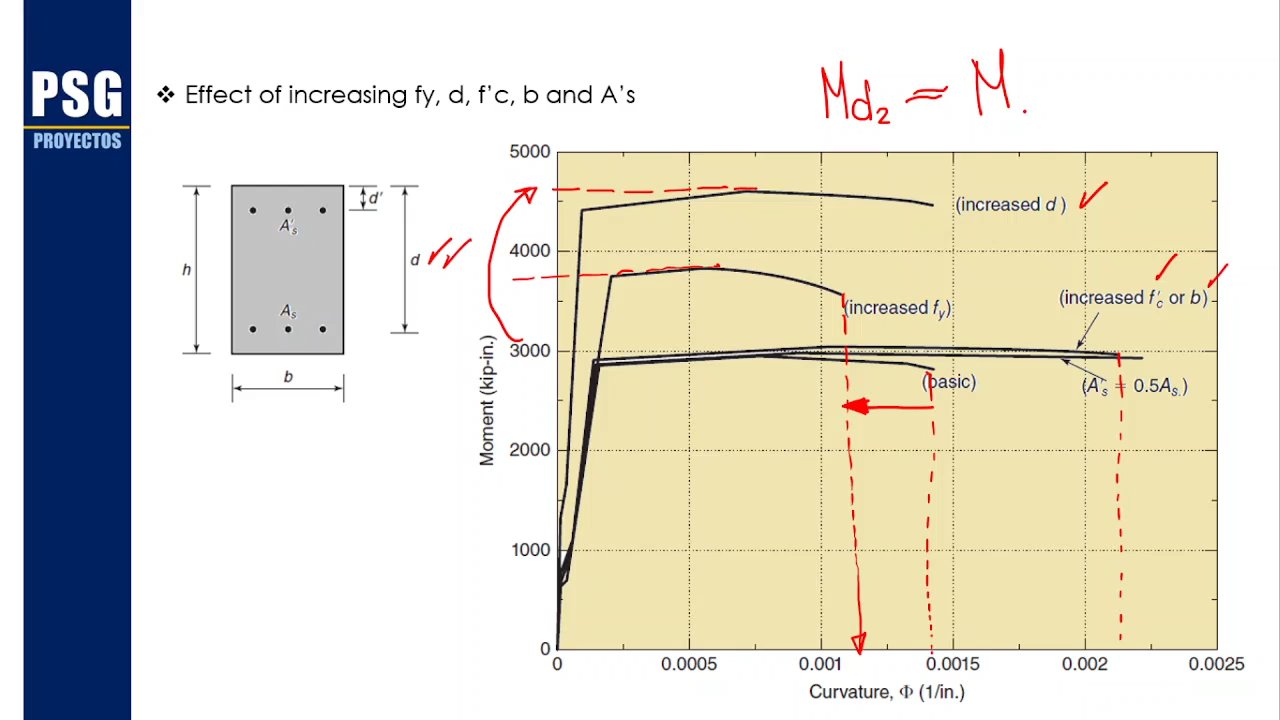 PSG
PROYECTOS
❖ Effect of increasing fy, d, f'c, b and A's
Md2 = M.
d'
A's
h
d
As
b
5000
4000
3000
2000
1000
0
Moment (kip-in.)
(increased d )
(increased f'c or b)
(increased fy)
(basic)
(A's = 0.5As.)
0
0.0005
0.001
0.0015
0.002
0.0025
Curvature, Φ (1/in.)